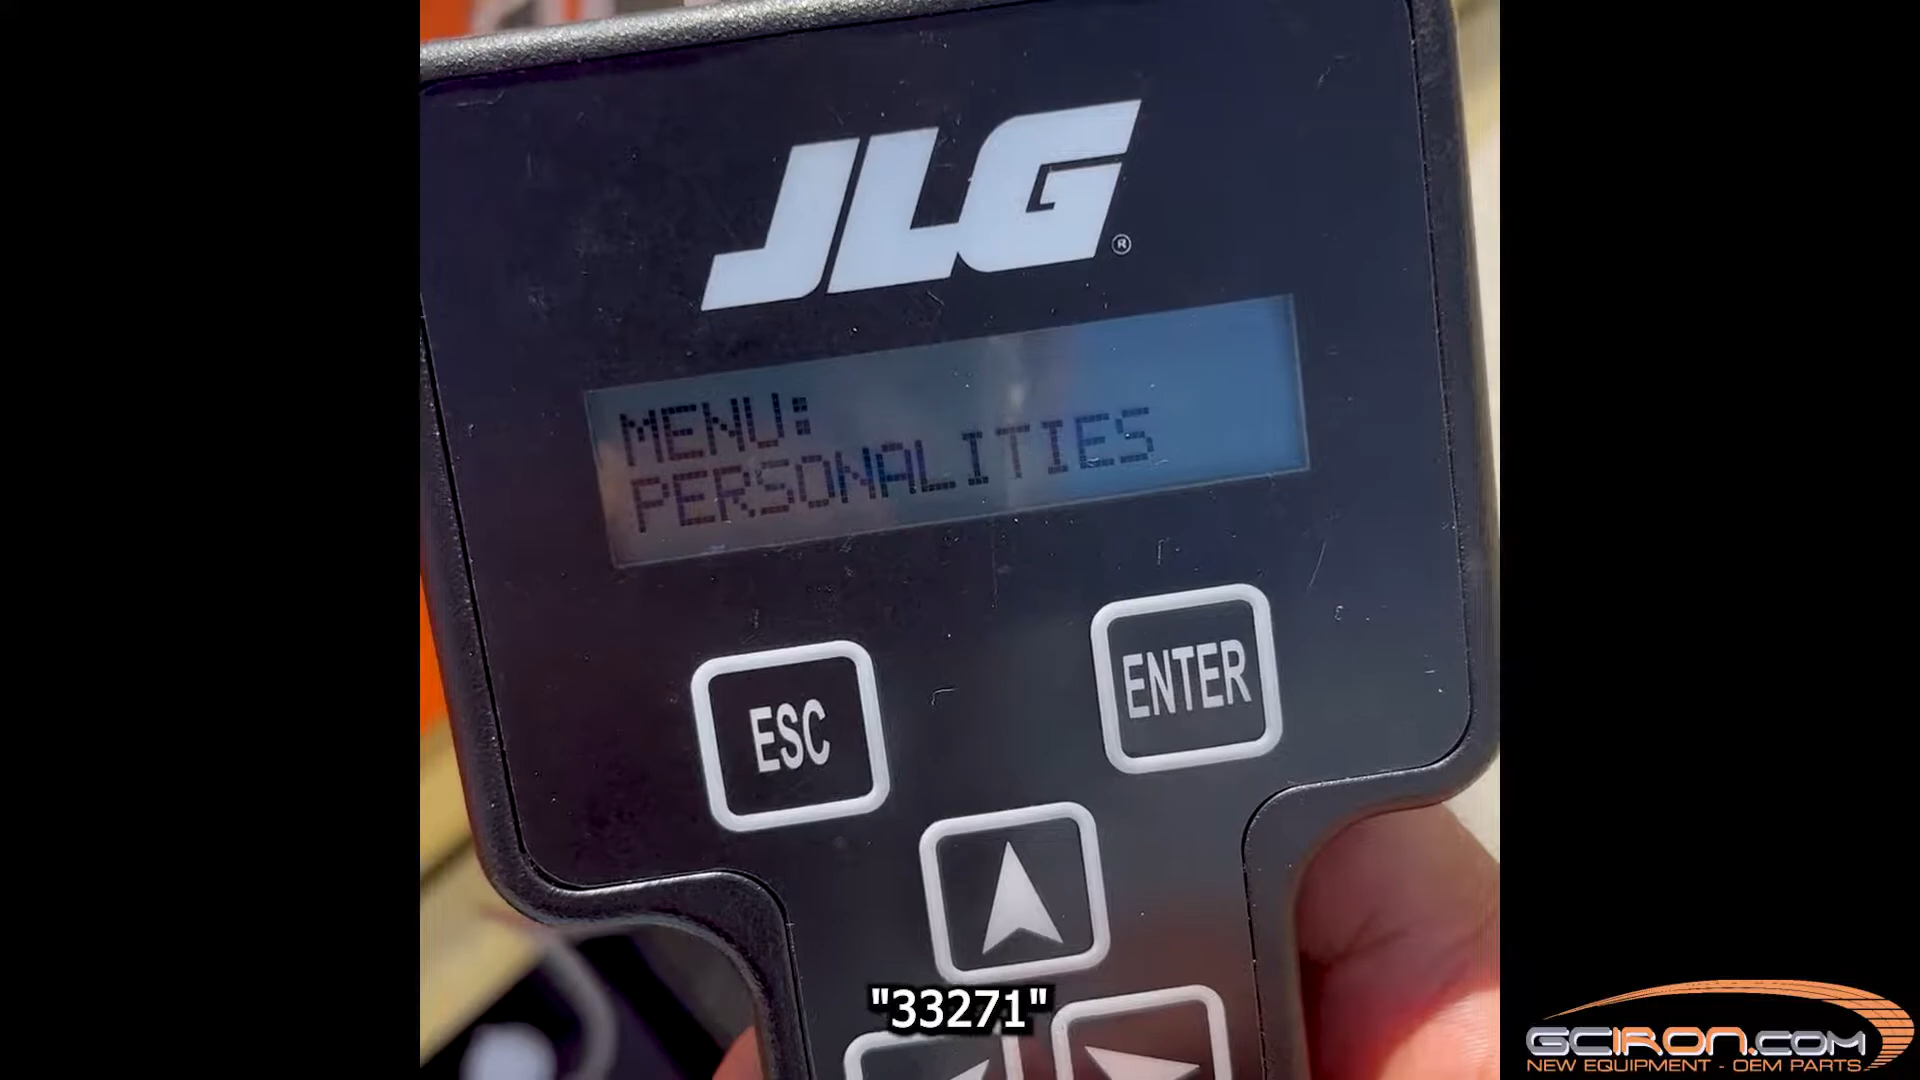 JLG®
MENU:
PERSONALITIES
ESC
ENTER
"33271"
GCIRON.COM
NEW EQUIPMENT - OEM PARTS